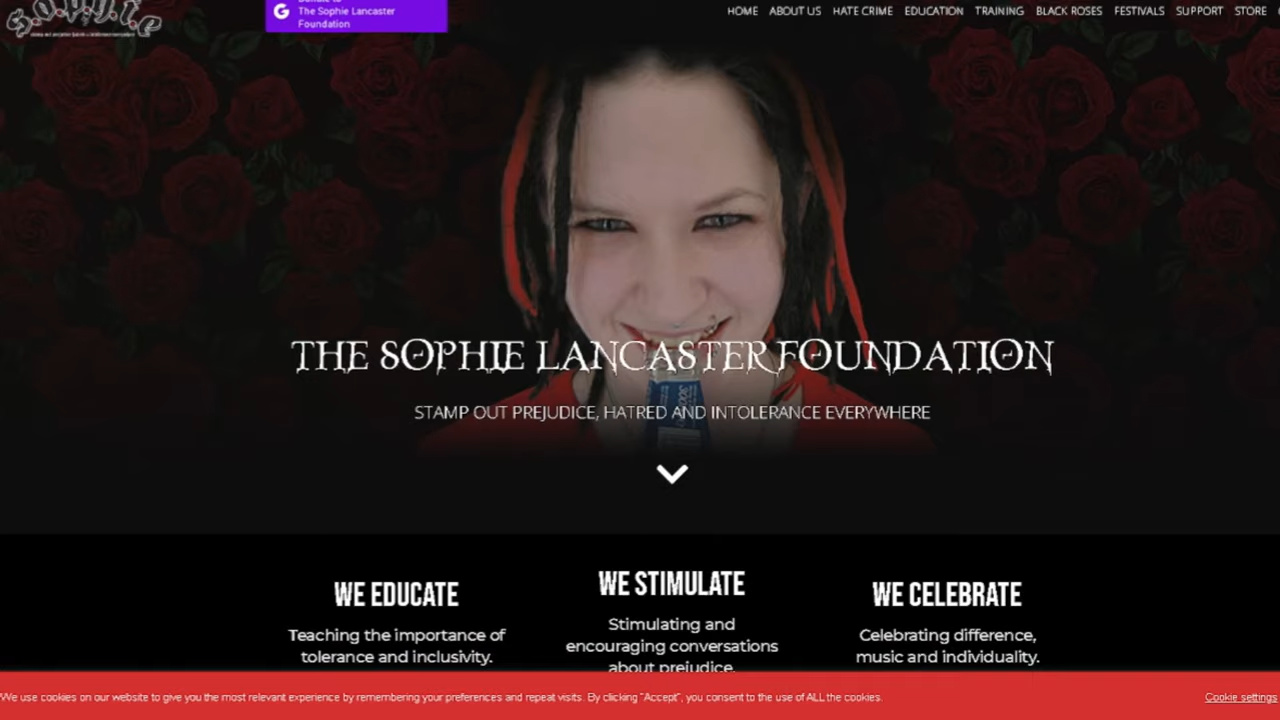 S.O.P.H.I.E
The Sophie Lancaster
Foundation
HOME ABOUT US HATE CRIME EDUCATION TRAINING BLACK ROSES FESTIVALS SUPPORT STORE
THE SOPHIE LANCASTER FOUNDATION
STAMP OUT PREJUDICE, HATRED AND INTOLERANCE EVERYWHERE
WE EDUCATE
Teaching the importance of
tolerance and inclusivity.
WE STIMULATE
Stimulating and
encouraging conversations
about prejudice.
WE CELEBRATE
Celebrating difference,
music and individuality.
We use cookies on our website to give you the most relevant experience by remembering your preferences and repeat visits. By clicking "Accept", you consent to the use of ALL the cookies.
Cookie settings